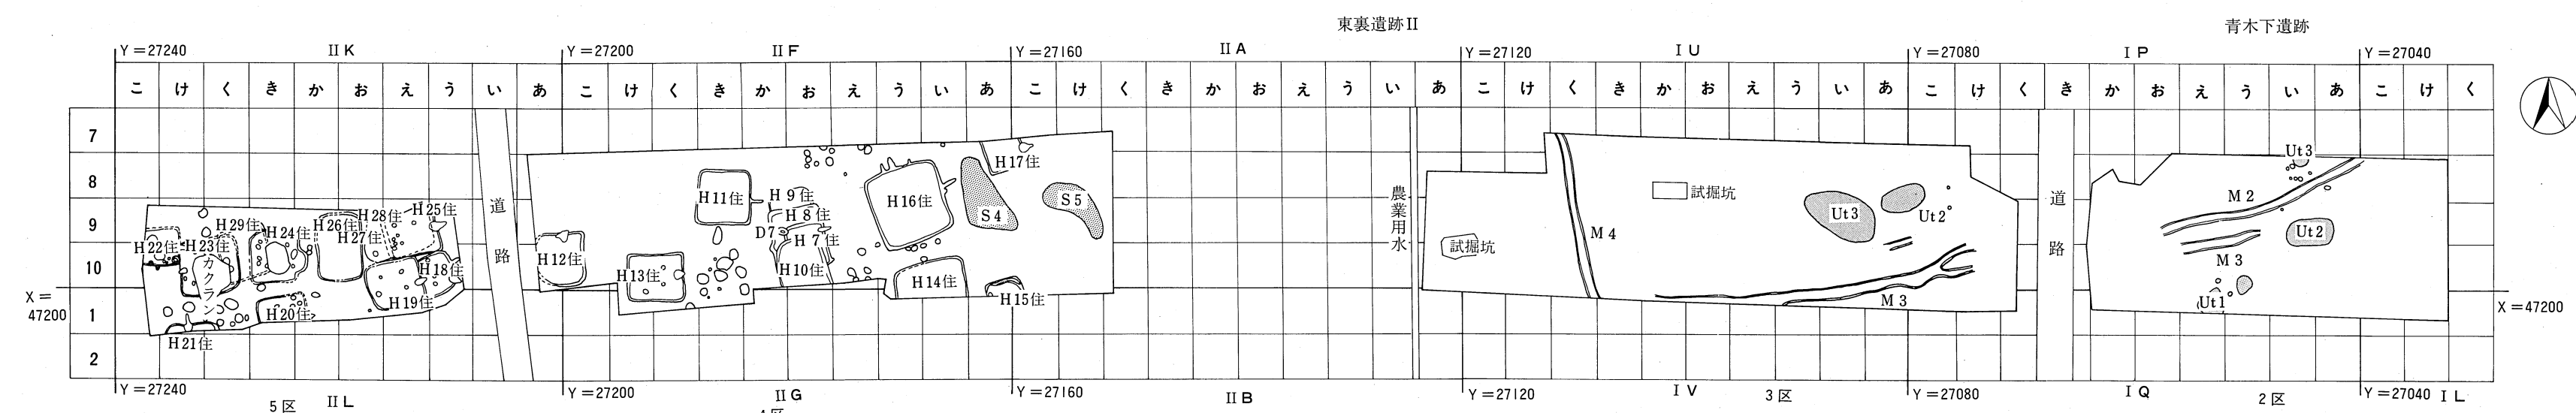 東裏遺跡II
青木下遺跡
Y=27240 II K Y=27200 II F Y=27160 II A Y=27120 I U Y=27080 I P Y=27040
こ け く き か お え う い あ こ け く き か お え う い あ こ け く き か お え う い あ こ け く き か お え う い あ こ け く き か お え う い あ こ け く
7
8
9
10
1
2
X=
47200
X=47200
H22住
H23住
H29住
H24住
H26住
H28住
H27住
H25住
カクラン
H18住
H19住
H20住
H21住
道路
H12住
H13住
H11住
H9住
H8住
D7
H7住
H10住
H16住
H14住
H15住
H17住
S4
S5
農業用水
試掘坑
M4
試掘坑
Ut3
Ut2
M3
道路
Ut3
M2
Ut2
M3
Ut1
Y=27240 II L Y=27200 II G Y=27160 II B Y=27120 I V Y=27080 I Q Y=27040 I L
5区
3区
2区